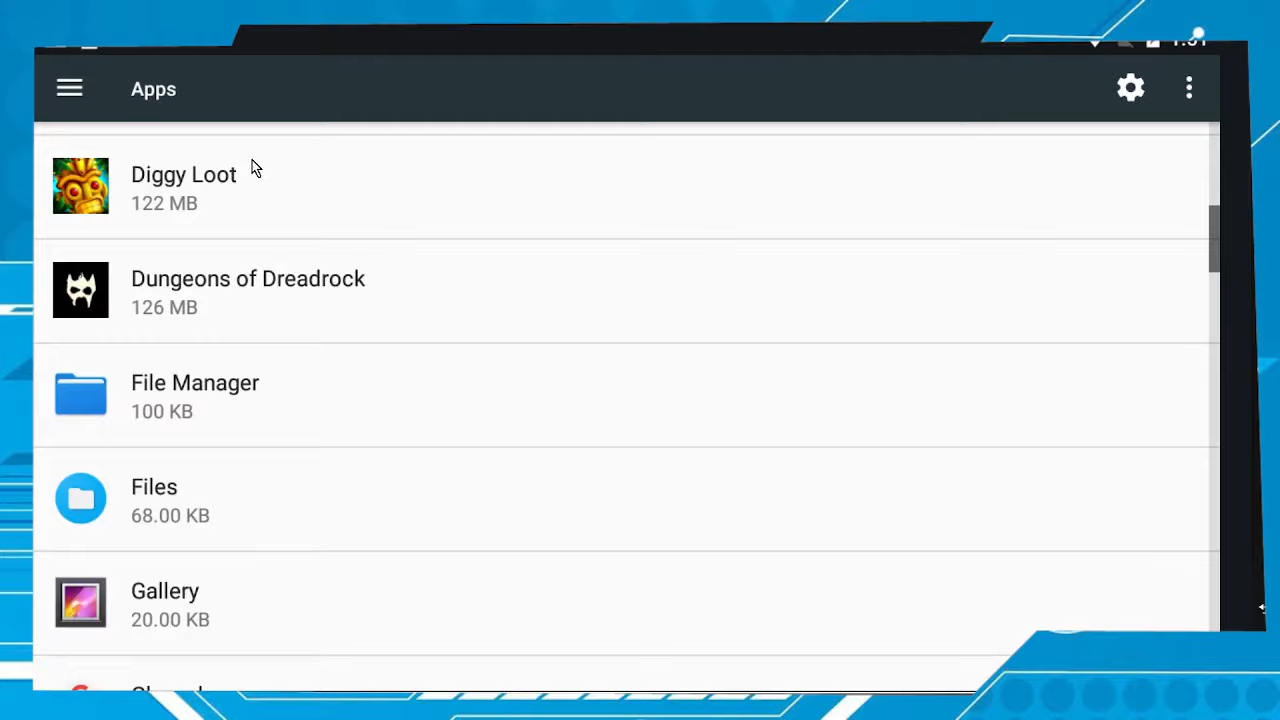 Apps
Diggy Loot
122 MB
Dungeons of Dreadrock
126 MB
File Manager
100 KB
Files
68.00 KB
Gallery
20.00 KB